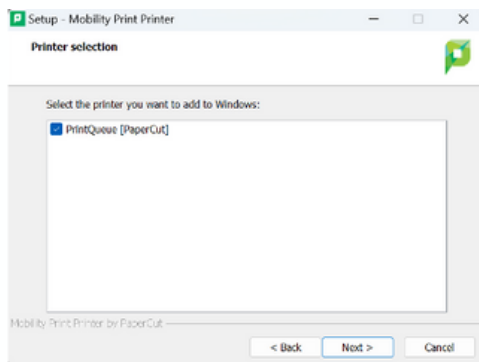 Setup - Mobility Print Printer
Printer selection
Select the printer you want to add to Windows:
PrintQueue [PaperCut]
Mobility Print Printer by PaperCut
< Back Next > Cancel